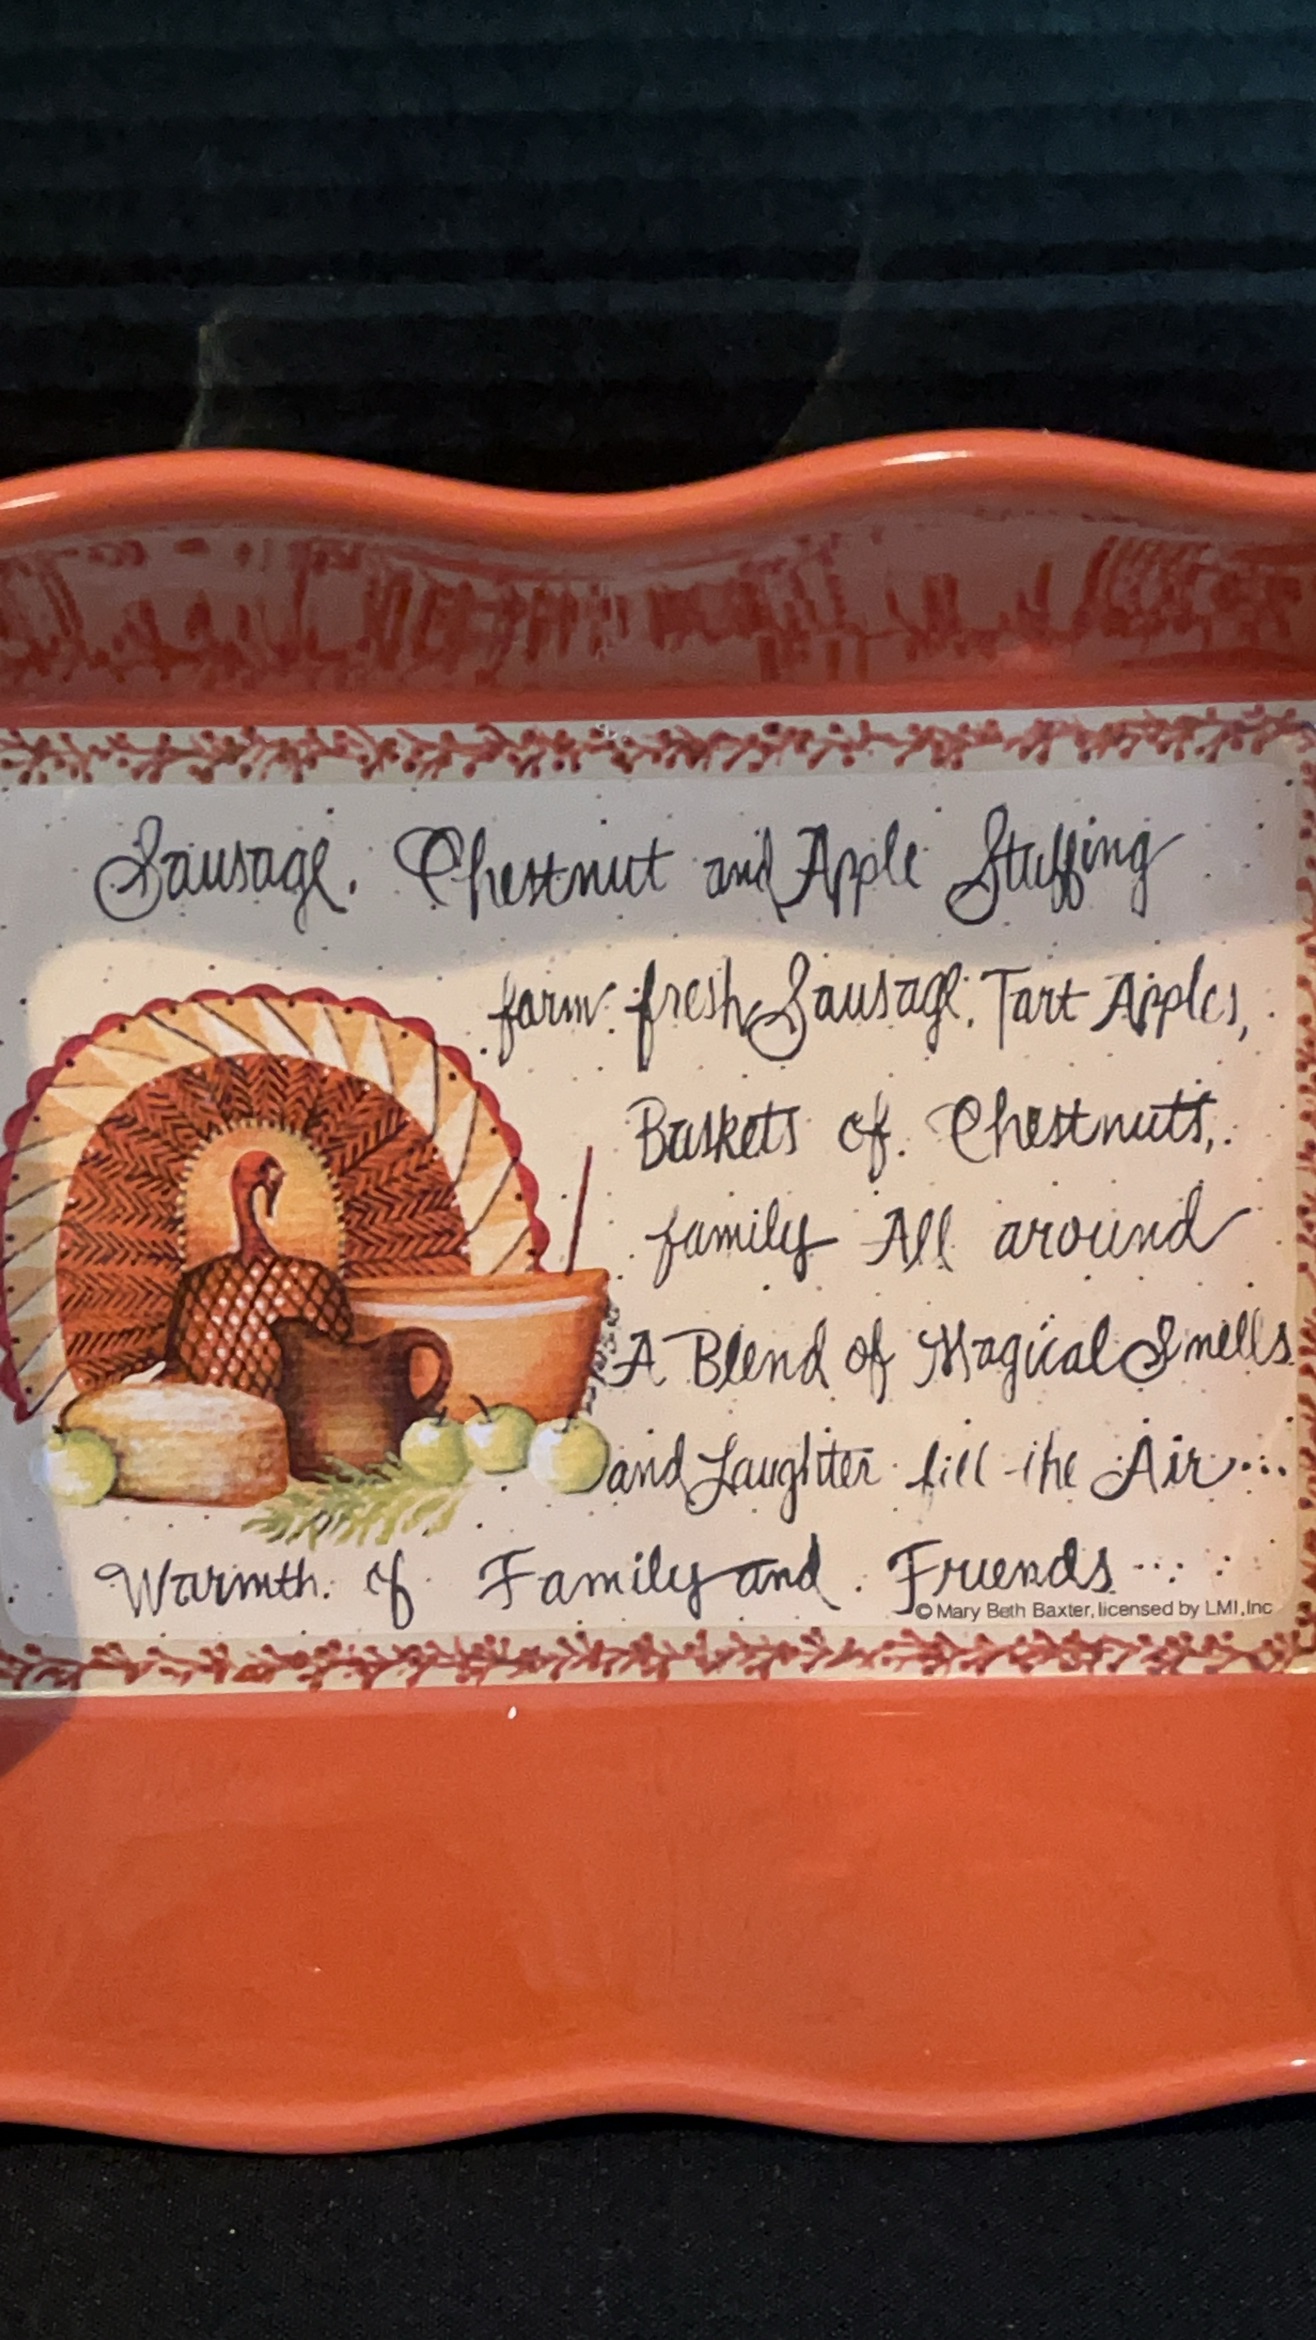 Sausage, Chestnut and Apple Stuffing
farm fresh Sausage, Tart Apples,
Baskets of Chestnuts,
family All around
A Blend of Magical Smells
and Laughter fill the Air...
Warmth of Family and Friends...
© Mary Beth Baxter, licensed by LMI, Inc